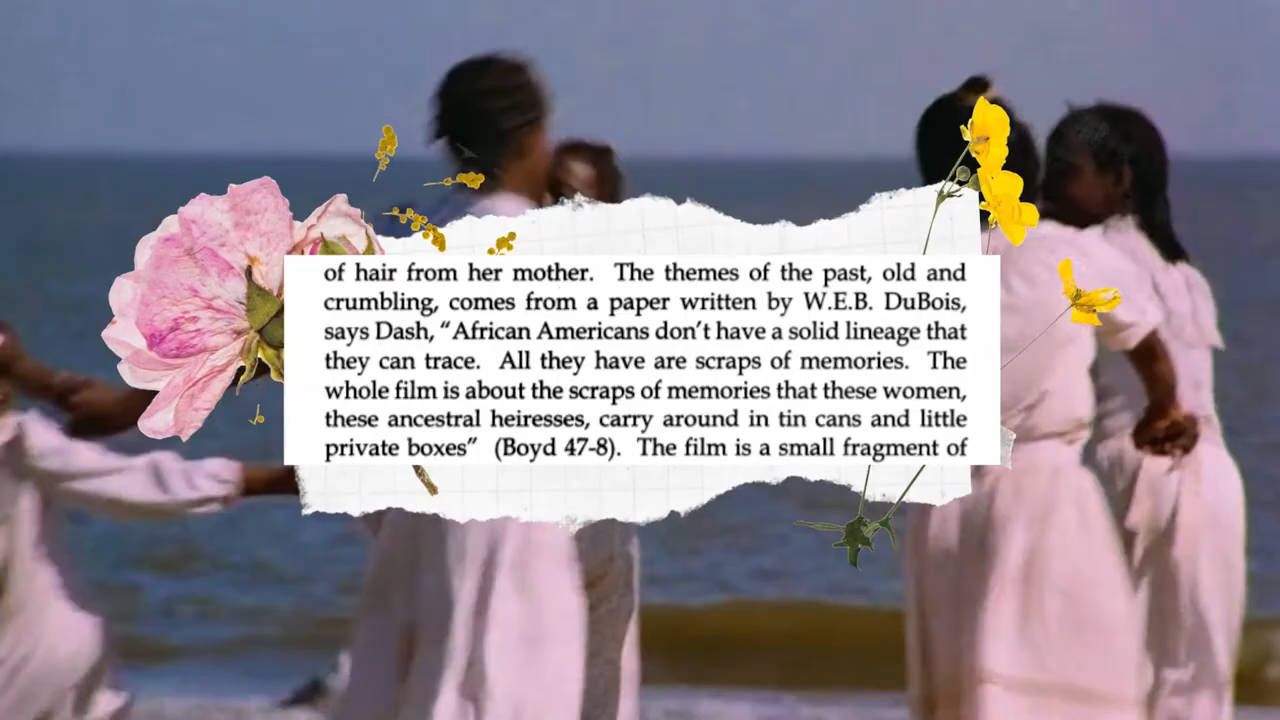 of hair from her mother. The themes of the past, old and
crumbling, comes from a paper written by W.E.B. DuBois,
says Dash, “African Americans don’t have a solid lineage that
they can trace. All they have are scraps of memories. The
whole film is about the scraps of memories that these women,
these ancestral heiresses, carry around in tin cans and little
private boxes” (Boyd 47-8). The film is a small fragment of